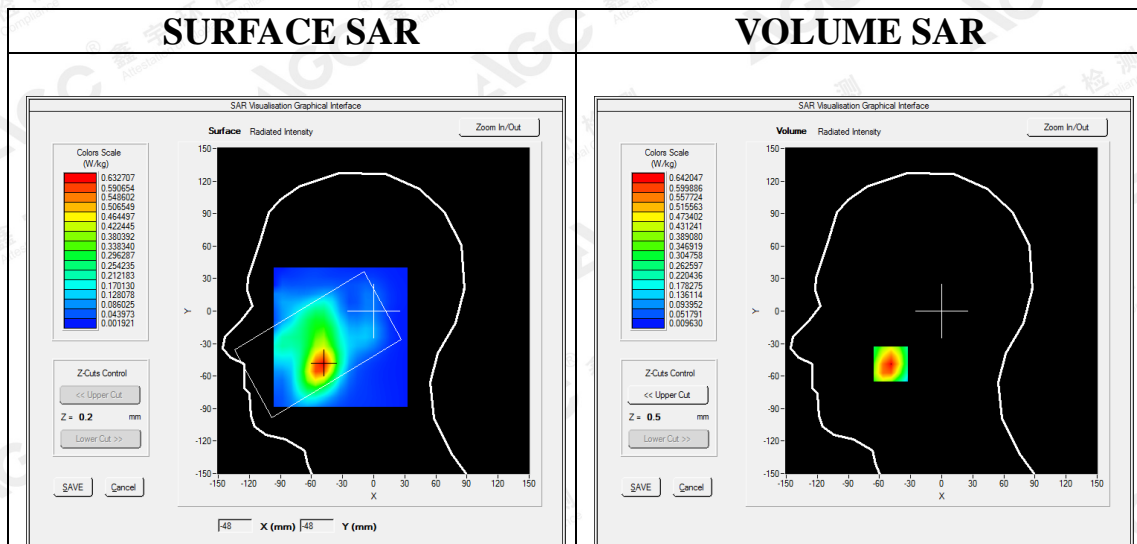 SURFACE SAR
SAR Visualisation Graphical Interface
Surface Radiated Intensity
Zoom In/Out
Colors Scale
(W/kg)
0.632707
0.590654
0.548602
0.506549
0.464497
0.422445
0.380392
0.338340
0.296287
0.254235
0.212183
0.170130
0.128078
0.086025
0.043973
0.001921
150
120
90
60
30
0
-30
-60
-90
-120
-150
Y
-150 -120 -90 -60 -30 0 30 60 90 120 150
X
Z-Cuts Control
<< Upper Cut
Z = 0.2 mm
Lower Cut >>
SAVE Cancel
-48 X (mm) -48 Y (mm)
VOLUME SAR
SAR Visualisation Graphical Interface
Volume Radiated Intensity
Zoom In/Out
Colors Scale
(W/kg)
0.642047
0.599886
0.557724
0.515563
0.473402
0.431241
0.389080
0.346919
0.304758
0.262597
0.220436
0.178275
0.136114
0.093952
0.051791
0.009630
150
120
90
60
30
0
-30
-60
-90
-120
-150
Y
-150 -120 -90 -60 -30 0 30 60 90 120 150
X
Z-Cuts Control
<< Upper Cut
Z = 0.5 mm
Lower Cut >>
SAVE Cancel